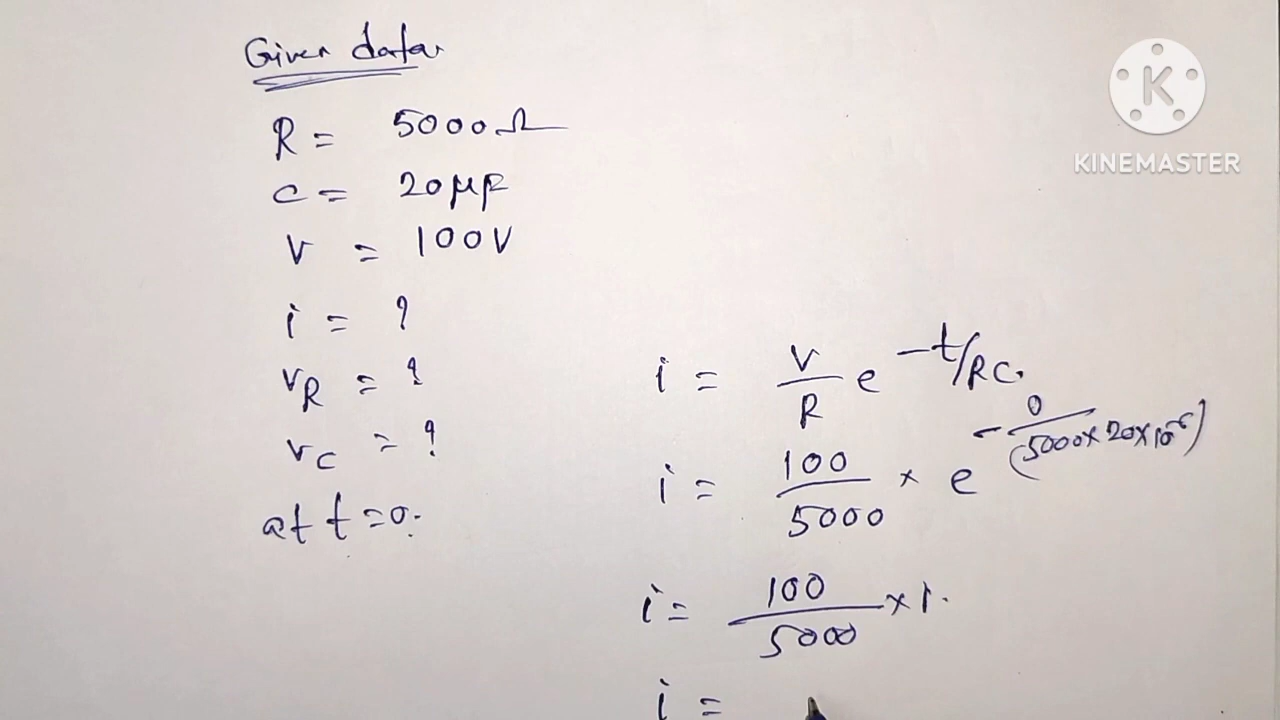 Given data
R = 5000Ω
C = 20μF
V = 100V
i = ?
vR = ?
vC = ?
at t=0.
i = V/R e^-t/RC.
i = 100/5000 × e^-0/(5000×20×10^-6)
i = 100/5000 ×1.
i =
K
KINEMASTER